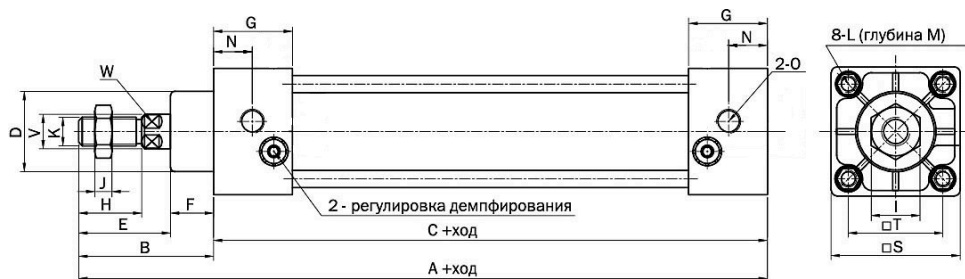 G
G
N
N
8-L (глубина M)
W
2-O
D
V
K
J
H
F
2 - регулировка демпфирования
E
C +ход
□T
B
□S
A +ход